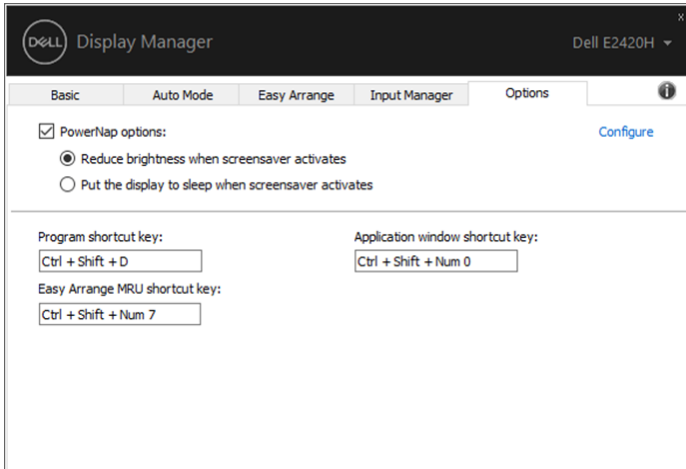 x
DELL Display Manager
Dell E2420H
Basic Auto Mode Easy Arrange Input Manager Options
PowerNap options: Configure
Reduce brightness when screensaver activates
Put the display to sleep when screensaver activates
Program shortcut key: Application window shortcut key:
Ctrl + Shift + D Ctrl + Shift + Num 0
Easy Arrange MRU shortcut key:
Ctrl + Shift + Num 7